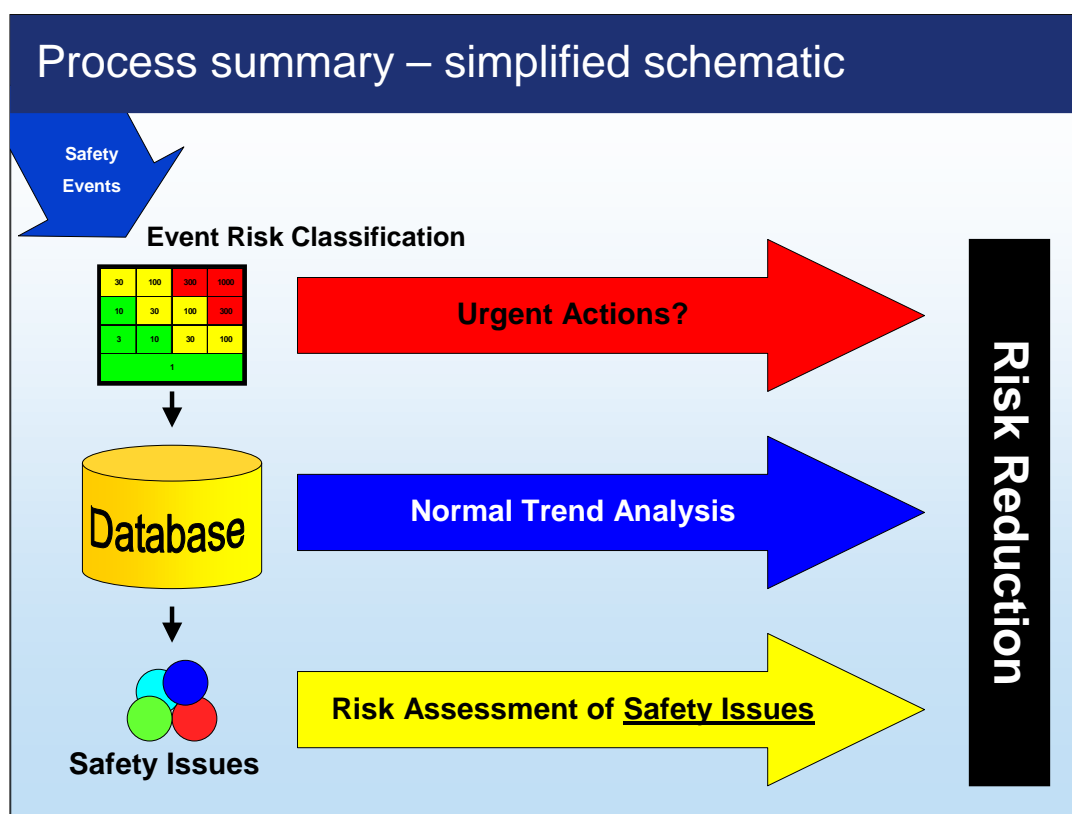 Process summary – simplified schematic
Safety
Events
Event Risk Classification
30 100 300 1000
10 30 100 300
3 10 30 100
1
Urgent Actions?
Database
Normal Trend Analysis
Risk Assessment of Safety Issues
Safety Issues
Risk Reduction